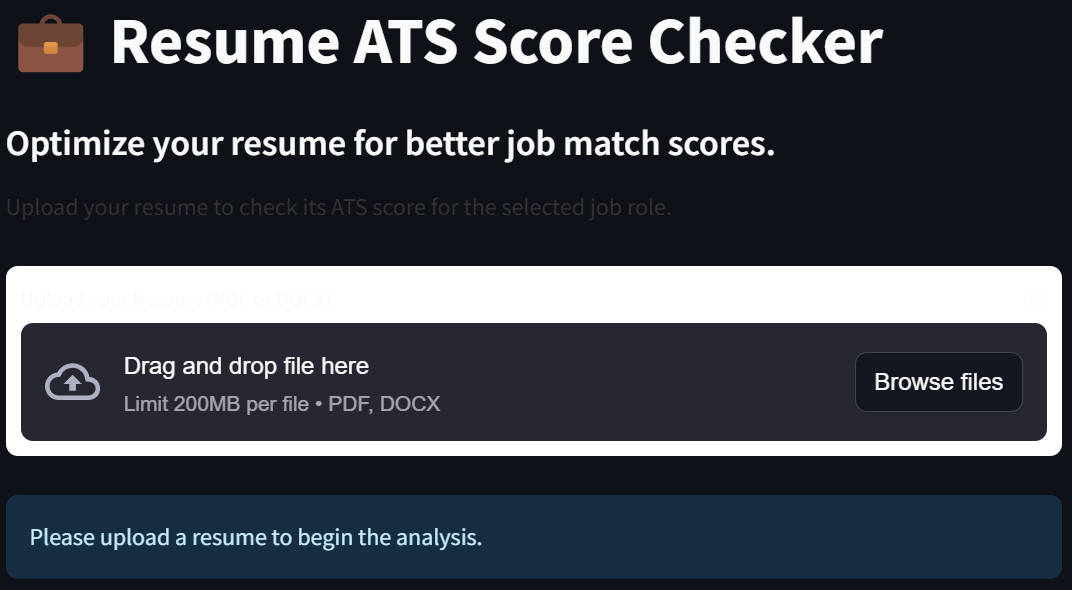 Resume ATS Score Checker
Optimize your resume for better job match scores.
Upload your resume to check its ATS score for the selected job role.
Upload your Resume (PDF or DOCX)
Drag and drop file here
Limit 200MB per file • PDF, DOCX
Browse files
Please upload a resume to begin the analysis.